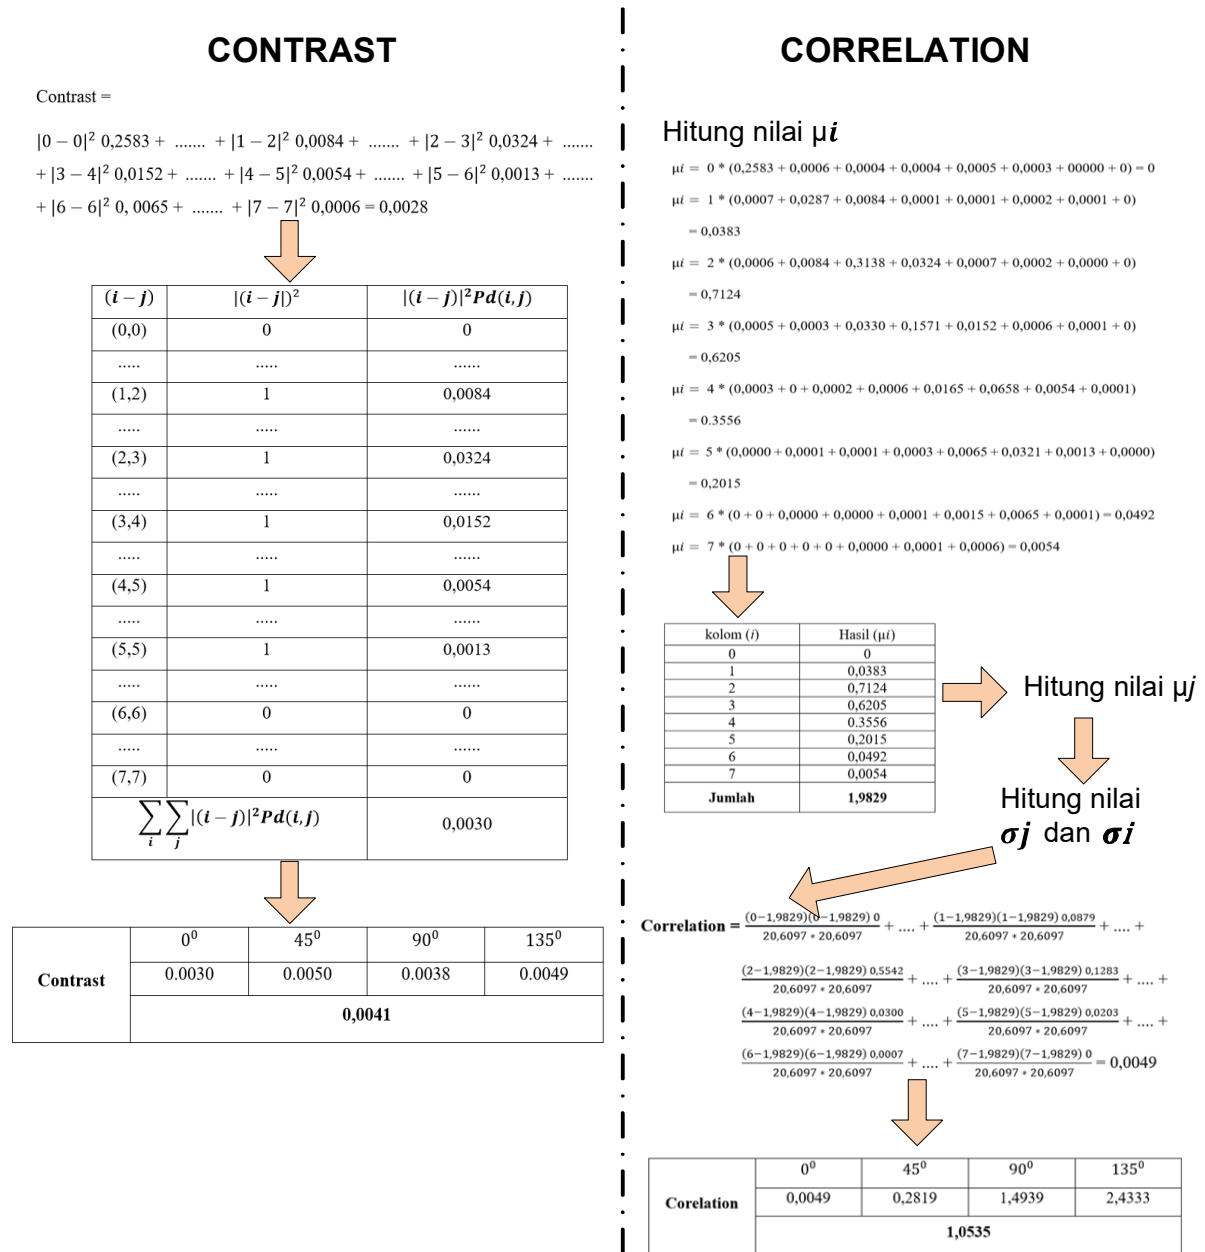 CONTRAST
Contrast =
|0 − 0|² 0,2583 + ....... + |1 − 2|² 0,0084 + ....... + |2 − 3|² 0,0324 + .......
+ |3 − 4|² 0,0152 + ....... + |4 − 5|² 0,0054 + ....... + |5 − 6|² 0,0013 + .......
+ |6 − 6|² 0, 0065 + ....... + |7 − 7|² 0,0006 = 0,0028
(i − j) |(i − j|)² |(i − j)|²Pd(i,j)
(0,0) 0 0
..... ..... ......
(1,2) 1 0,0084
..... ..... ......
(2,3) 1 0,0324
..... ..... ......
(3,4) 1 0,0152
..... ..... ......
(4,5) 1 0,0054
..... ..... ......
(5,5) 1 0,0013
..... ..... ......
(6,6) 0 0
..... ..... ......
(7,7) 0 0
∑i ∑j |(i − j)|²Pd(i,j) 0,0030
0⁰ 45⁰ 90⁰ 135⁰
Contrast 0.0030 0.0050 0.0038 0.0049
0,0041
CORRELATION
Hitung nilai µi
µi = 0 * (0,2583 + 0,0006 + 0,0004 + 0,0004 + 0,0005 + 0,0003 + 00000 + 0) = 0
µi = 1 * (0,0007 + 0,0287 + 0,0084 + 0,0001 + 0,0001 + 0,0002 + 0,0001 + 0)
= 0,0383
µi = 2 * (0,0006 + 0,0084 + 0,3138 + 0,0324 + 0,0007 + 0,0002 + 0,0000 + 0)
= 0,7124
µi = 3 * (0,0005 + 0,0003 + 0,0330 + 0,1571 + 0,0152 + 0,0006 + 0,0001 + 0)
= 0,6205
µi = 4 * (0,0003 + 0 + 0,0002 + 0,0006 + 0,0165 + 0,0658 + 0,0054 + 0,0001)
= 0.3556
µi = 5 * (0,0000 + 0,0001 + 0,0001 + 0,0003 + 0,0065 + 0,0321 + 0,0013 + 0,0000)
= 0,2015
µi = 6 * (0 + 0 + 0,0000 + 0,0000 + 0,0001 + 0,0015 + 0,0065 + 0,0001) = 0,0492
µi = 7 * (0 + 0 + 0 + 0 + 0 + 0,0000 + 0,0001 + 0,0006) = 0,0054
kolom (i) Hasil (µi)
0 0
1 0,0383
2 0,7124
3 0,6205
4 0.3556
5 0,2015
6 0,0492
7 0,0054
Jumlah 1,9829
Hitung nilai µj
Hitung nilai
σj dan σi
Correlation = (0−1,9829)(0−1,9829) 0 / 20,6097 * 20,6097 + .... + (1−1,9829)(1−1,9829) 0,0879 / 20,6097 * 20,6097 + .... +
(2−1,9829)(2−1,9829) 0,5542 / 20,6097 * 20,6097 + .... + (3−1,9829)(3−1,9829) 0,1283 / 20,6097 * 20,6097 + .... +
(4−1,9829)(4−1,9829) 0,0300 / 20,6097 * 20,6097 + .... + (5−1,9829)(5−1,9829) 0,0203 / 20,6097 * 20,6097 + .... +
(6−1,9829)(6−1,9829) 0,0007 / 20,6097 * 20,6097 + .... + (7−1,9829)(7−1,9829) 0 / 20,6097 * 20,6097 = 0,0049
0⁰ 45⁰ 90⁰ 135⁰
Corelation 0,0049 0,2819 1,4939 2,4333
1,0535